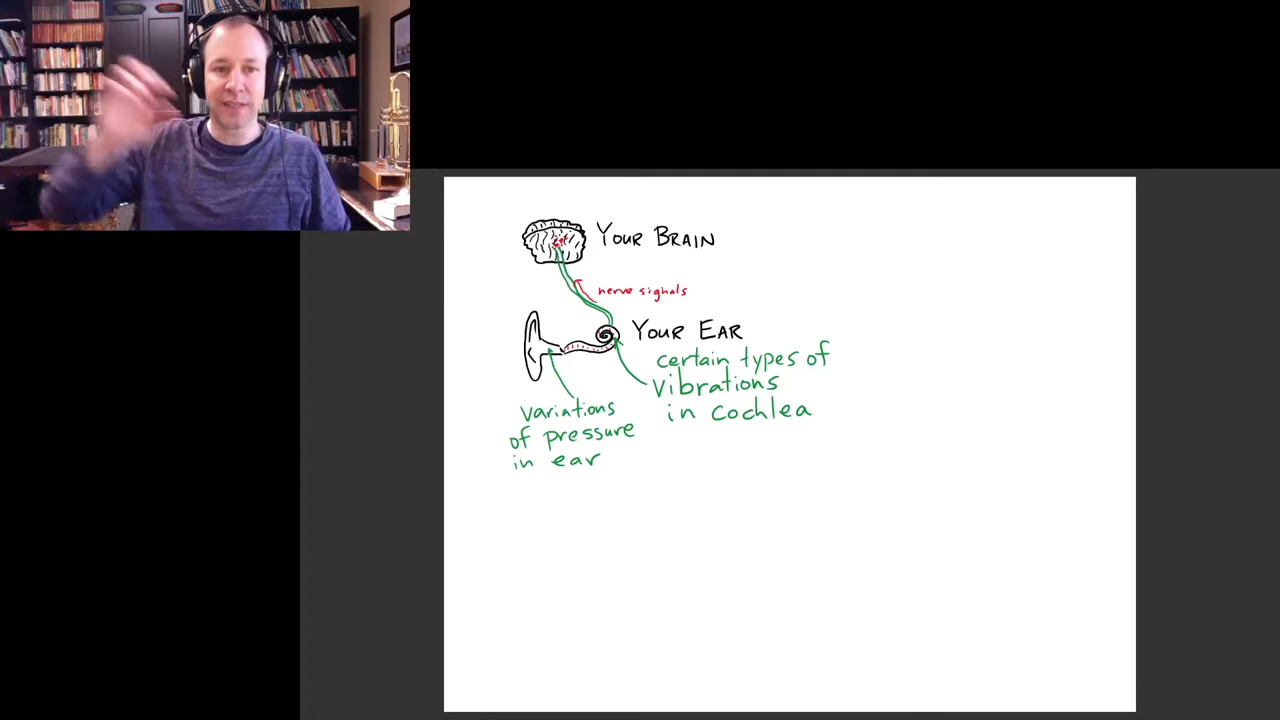 YOUR BRAIN
nerve signals
YOUR EAR
certain types of
vibrations
in cochlea
variations
of pressure
in ear